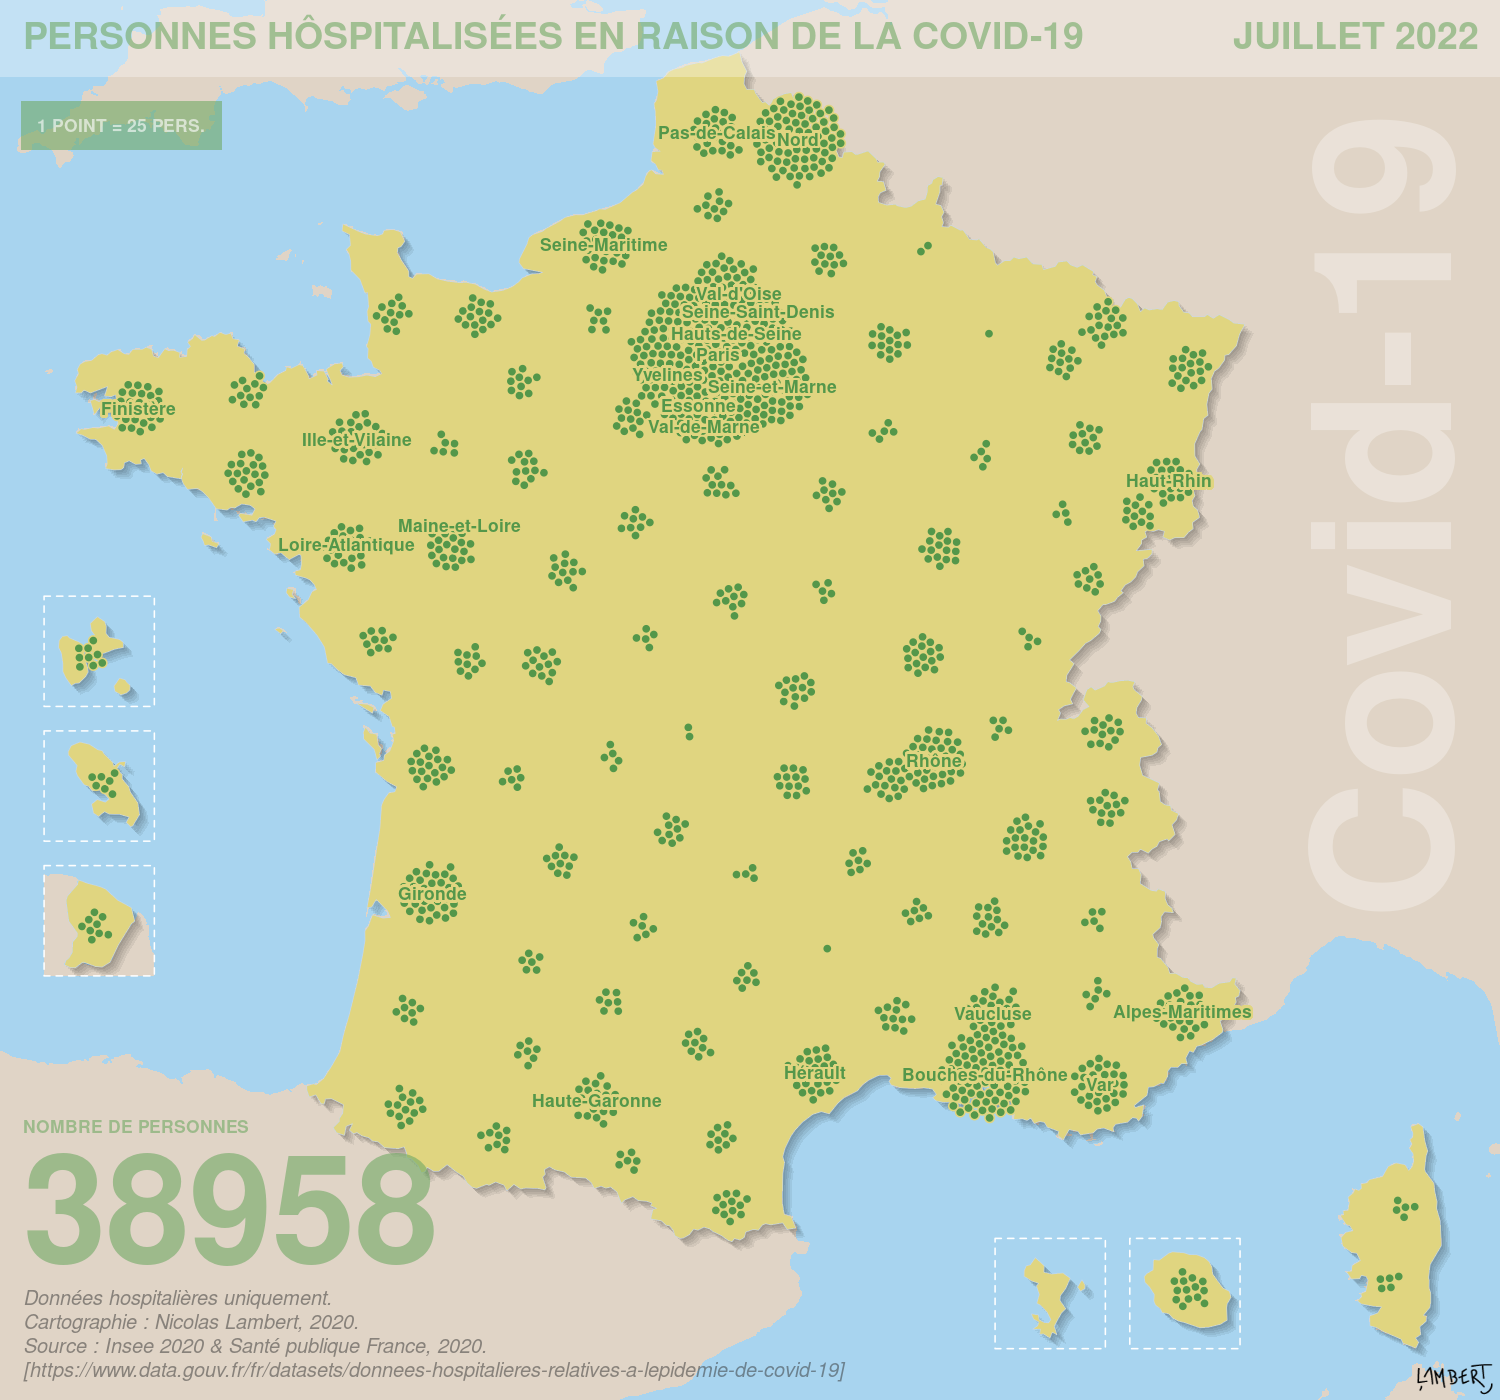 PERSONNES HÔSPITALISÉES EN RAISON DE LA COVID-19
JUILLET 2022
1 POINT = 25 PERS.
Covid-19
Pas-de-Calais
Nord
Seine-Maritime
Val-d'Oise
Seine-Saint-Denis
Hauts-de-Seine
Paris
Yvelines
Seine-et-Marne
Essonne
Val-de-Marne
Finistère
Ille-et-Vilaine
Haut-Rhin
Maine-et-Loire
Loire-Atlantique
Rhône
Gironde
Vaucluse
Alpes-Maritimes
Hérault
Bouches-du-Rhône
Var
Haute-Garonne
NOMBRE DE PERSONNES
38958
Données hospitalières uniquement.
Cartographie : Nicolas Lambert, 2020.
Source : Insee 2020 & Santé publique France, 2020.
[https://www.data.gouv.fr/fr/datasets/donnees-hospitalieres-relatives-a-lepidemie-de-covid-19]
LAMBERT